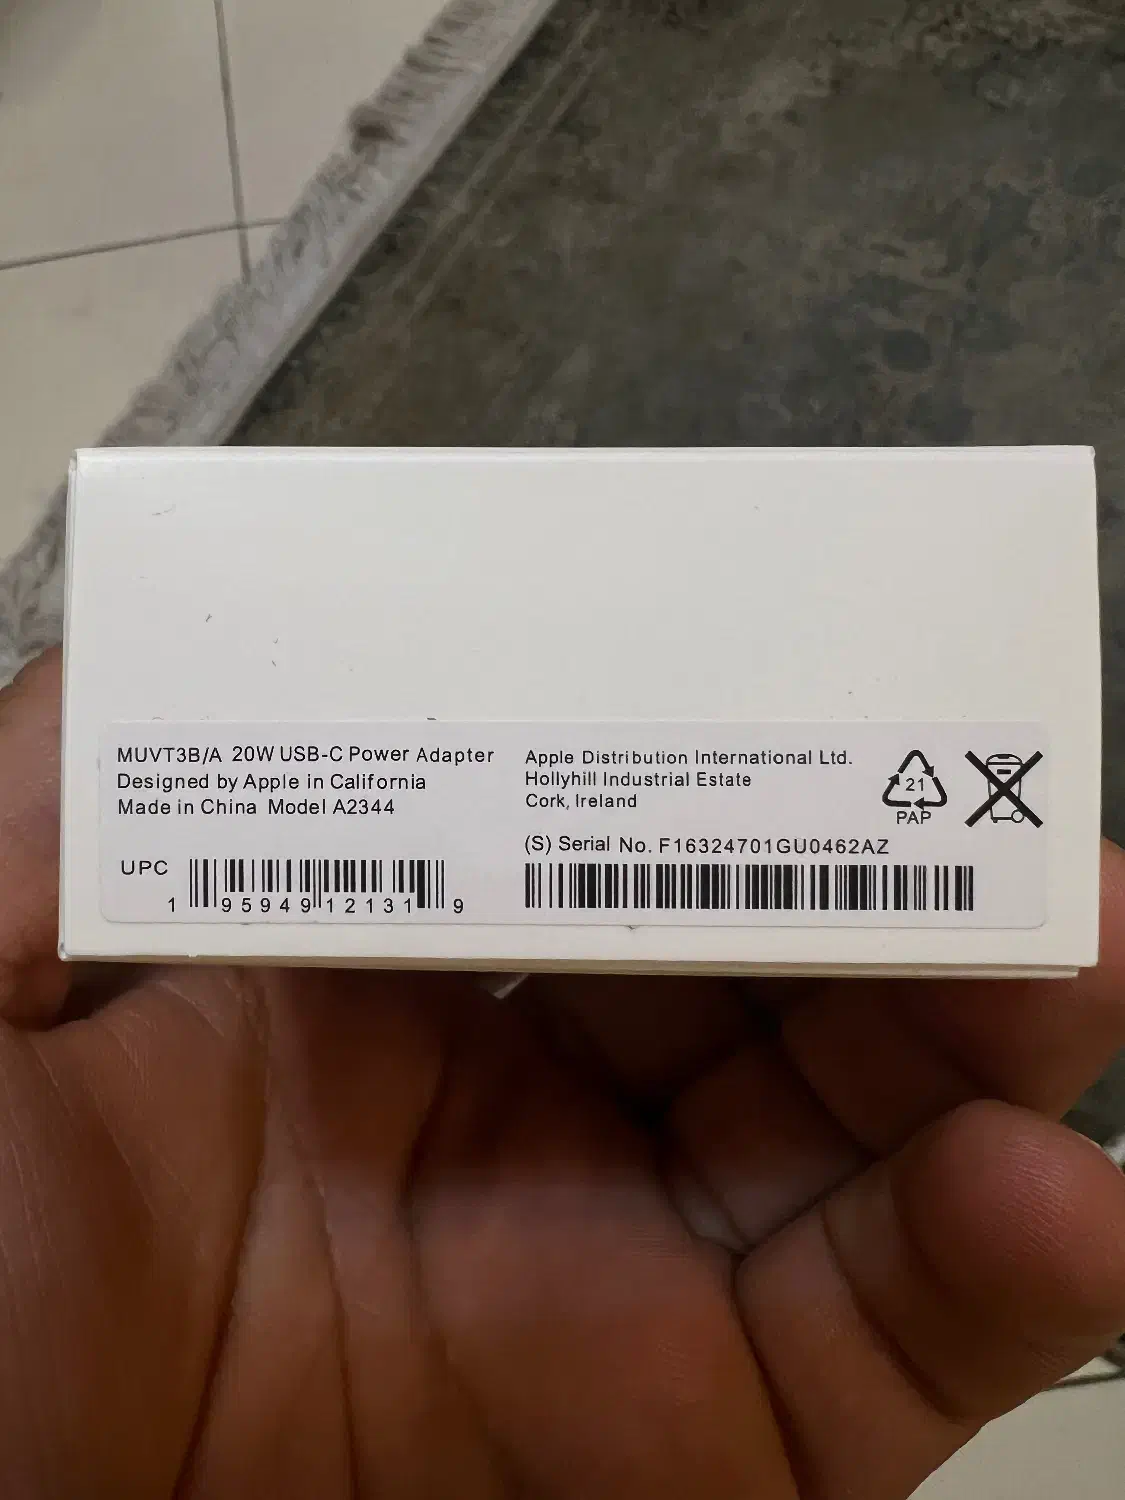 MUVT3B/A 20W USB-C Power Adapter
Designed by Apple in California
Made in China Model A2344
Apple Distribution International Ltd.
Hollyhill Industrial Estate
Cork, Ireland
21
PAP
(S) Serial No. F16324701GU0462AZ
UPC
1 95949 12131 9